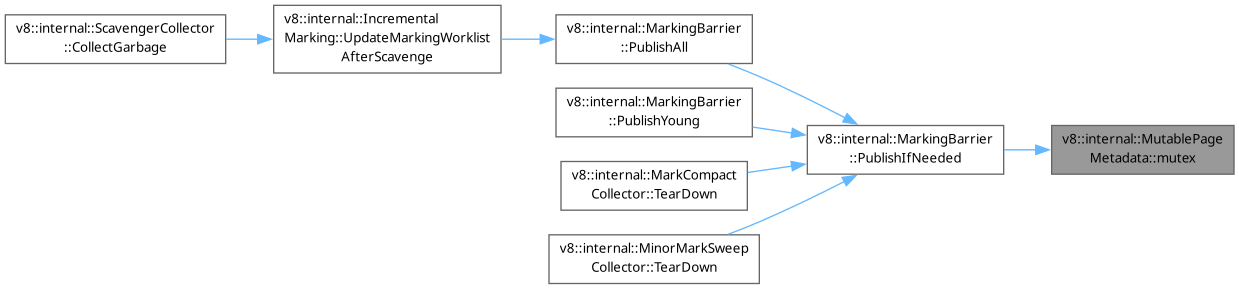 v8::internal::ScavengerCollector
::CollectGarbage
v8::internal::Incremental
Marking::UpdateMarkingWorklist
AfterScavenge
v8::internal::MarkingBarrier
::PublishAll
v8::internal::MarkingBarrier
::PublishYoung
v8::internal::MarkCompact
Collector::TearDown
v8::internal::MinorMarkSweep
Collector::TearDown
v8::internal::MarkingBarrier
::PublishIfNeeded
v8::internal::MutablePage
Metadata::mutex